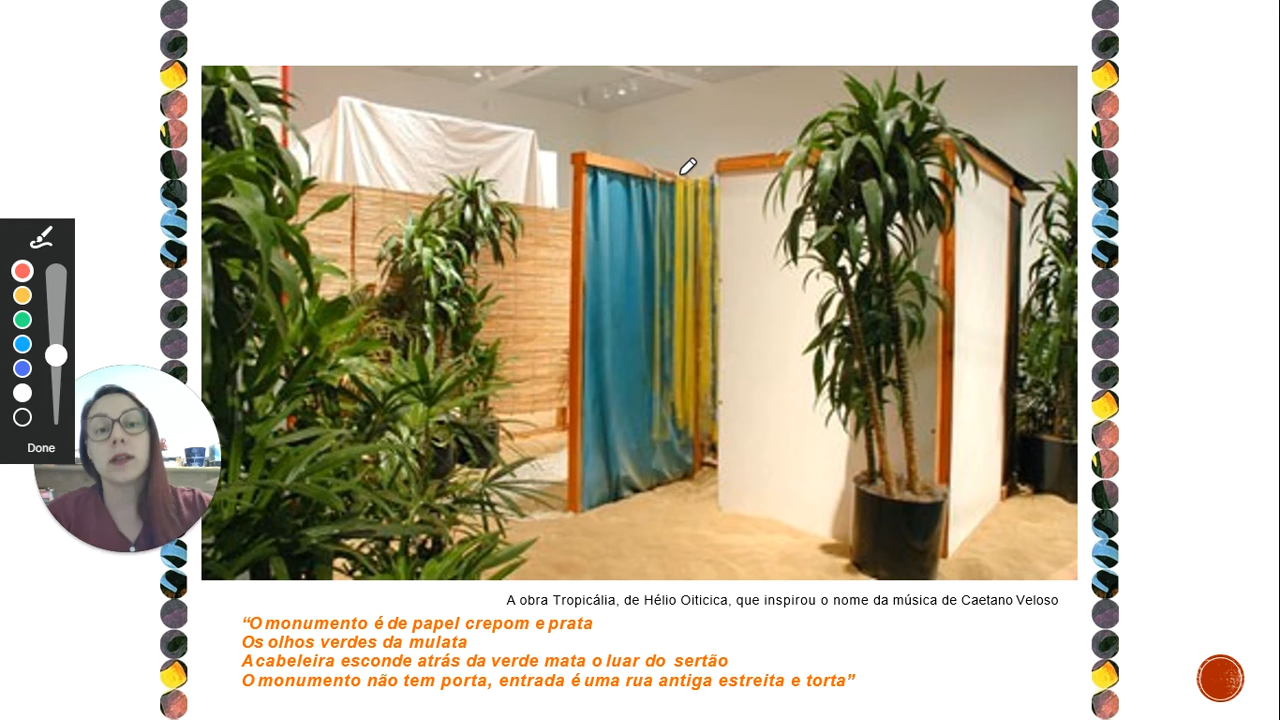 Done
A obra Tropicália, de Hélio Oiticica, que inspirou o nome da música de Caetano Veloso
“O monumento é de papel crepom e prata
Os olhos verdes da mulata
A cabeleira esconde atrás da verde mata o luar do sertão
O monumento não tem porta, entrada é uma rua antiga estreita e torta”